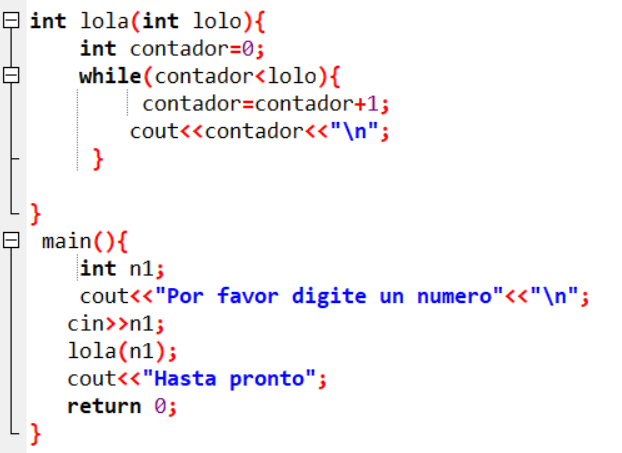 int lola(int lolo){
    int contador=0;
    while(contador<lolo){
         contador=contador+1;
        cout<<contador<<"\n";
     }
}
 main(){
    int n1;
    cout<<"Por favor digite un numero"<<"\n";
   cin>>n1;
   lola(n1);
   cout<<"Hasta pronto";
   return 0;
}